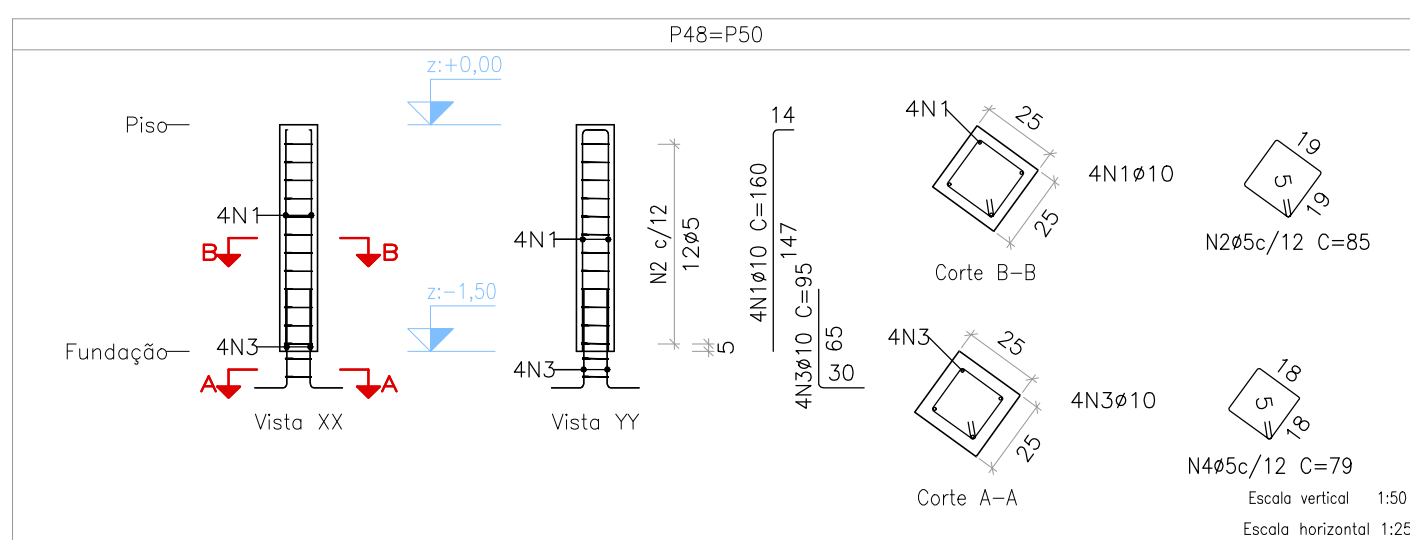 P48=P50
z:+0,00
Piso
4N1
B
B
z:-1,50
Fundação
4N3
A
A
Vista XX
4N1
4N3
Vista YY
N2 c/12
12ø5
5
14
4N1ø10 C=160
147
4N3ø10 C=95
65
30
4N1
25
25
4N1ø10
Corte B-B
19
19
5
N2ø5c/12 C=85
4N3
25
25
4N3ø10
Corte A-A
18
18
5
N4ø5c/12 C=79
Escala vertical 1:50
Escala horizontal 1:25